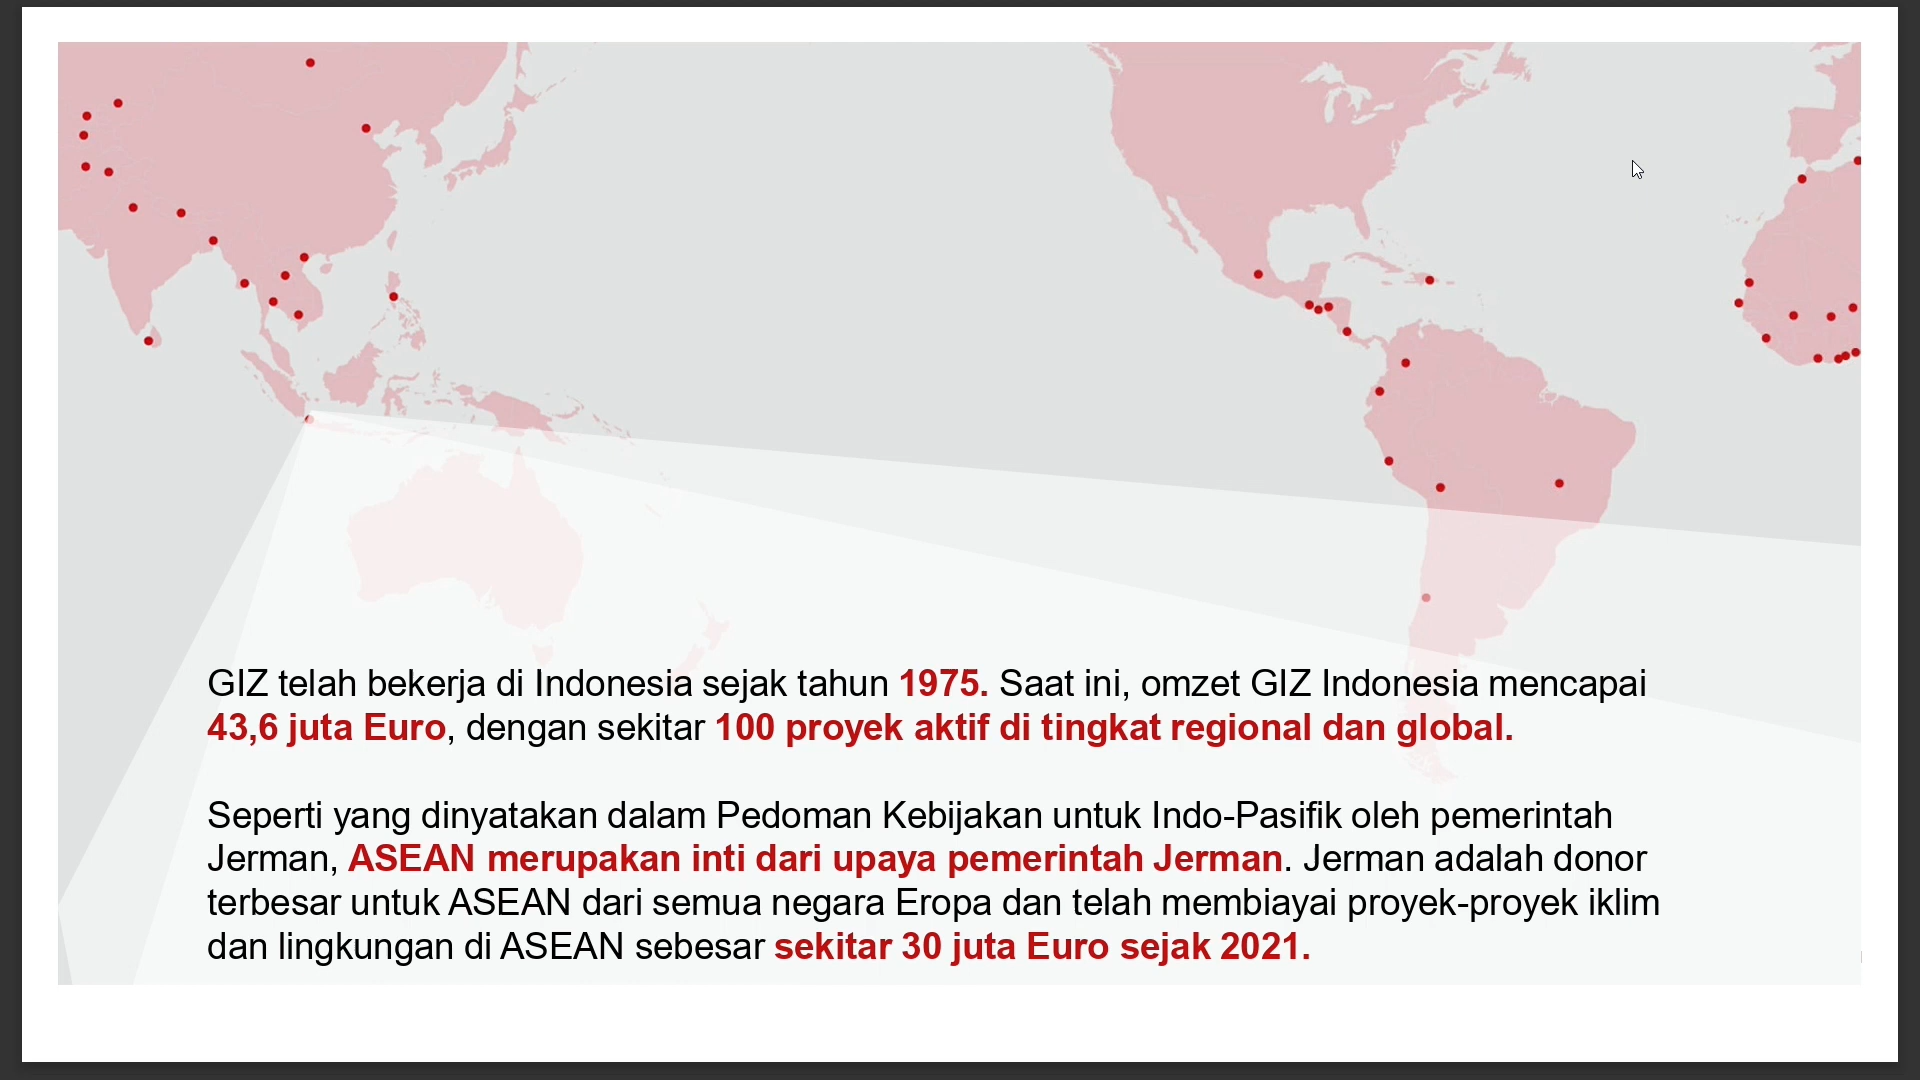 GIZ telah bekerja di Indonesia sejak tahun 1975. Saat ini, omzet GIZ Indonesia mencapai
43,6 juta Euro, dengan sekitar 100 proyek aktif di tingkat regional dan global.
Seperti yang dinyatakan dalam Pedoman Kebijakan untuk Indo-Pasifik oleh pemerintah
Jerman, ASEAN merupakan inti dari upaya pemerintah Jerman. Jerman adalah donor
terbesar untuk ASEAN dari semua negara Eropa dan telah membiayai proyek-proyek iklim
dan lingkungan di ASEAN sebesar sekitar 30 juta Euro sejak 2021.